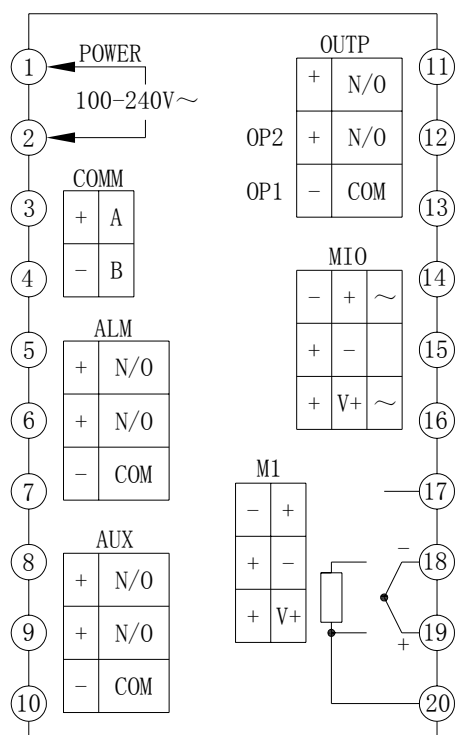 1 POWER
100-240V～
2
COMM
3 + A
4 - B
ALM
5 + N/O
6 + N/O
7 - COM
AUX
8 + N/O
9 + N/O
10 - COM
OUTP
+ N/O 11
OP2 + N/O 12
OP1 - COM 13
MIO
- + ～ 14
+ - 15
+ V+ ～ 16
M1
- + 17
+ - - 18
+ V+ + 19
20